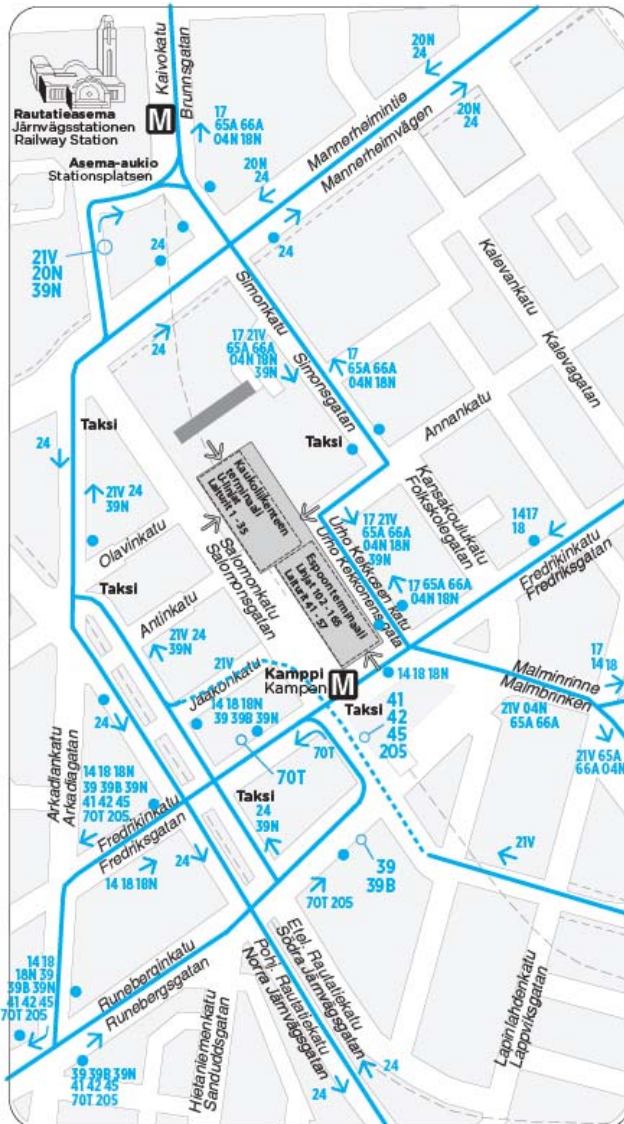 Kaivokatu
Brunnsgatan
Rautatieasema
Järnvägsstationen
Railway Station
M
17
65A 66A
04N 18N
20N
24
Mannerheimintie
Mannerheimvägen
20N
24
Asema-aukio
Stationsplatsen
20N
24
24
24
21V
20N
39N
24
Simonkatu
Simonsgatan
17 21V
65A 66A
04N 18N
39N
17
65A 66A
04N 18N
Kalevankatu
Kalevagatan
Annankatu
Taksi
Taksi
24
21V 24
39N
Kaukoliikenteen
terminaali
U-linjat
Laiturit 1 - 35
Espoonterminaali
Linjat 102 - 165
Laiturit 41 - 57
Urho Kekkosen katu
Urho Kekkonensgata
17 21V
65A 66A
04N 18N
39N
17 65A 66A
04N 18N
Kansakoulukatu
Folkskolegatan
1417
18
Fredrikinkatu
Fredriksgatan
Olavinkatu
Taksi
Salomonkatu
Salomonsgatan
Antinkatu
21V 24
39N
21V
Jaakonkatu
Kamppi
Kampen
M
14 18 18N
Malminrinne
Malmbrinken
17
14 18
21V 04N
65A 66A
21V 65A
66A 04N
24
14 18 18N
39 39B 39N
70T
70T
Taksi
41
42
45
205
Arkadiankatu
Arkadiagatan
14 18 18N
39 39B 39N
41 42 45
70T 205
Fredrikinkatu
Fredriksgatan
Taksi
24
39N
24
14 18 18N
21V
39
39B
70T 205
14 18
18N 39
39B 39N
41 42 45
70T 205
Runeberginkatu
Runebergsgatan
Etel. Rautatiekatu
Södra Järnvägsgatan
Pohj. Rautatiekatu
Norra Järnvägsgatan
Hietaniemenkatu
Sanduddsgatan
Lapinlahdenkatu
Lappviksgatan
39 39B 39N
41 42 45
70T 205
24
24